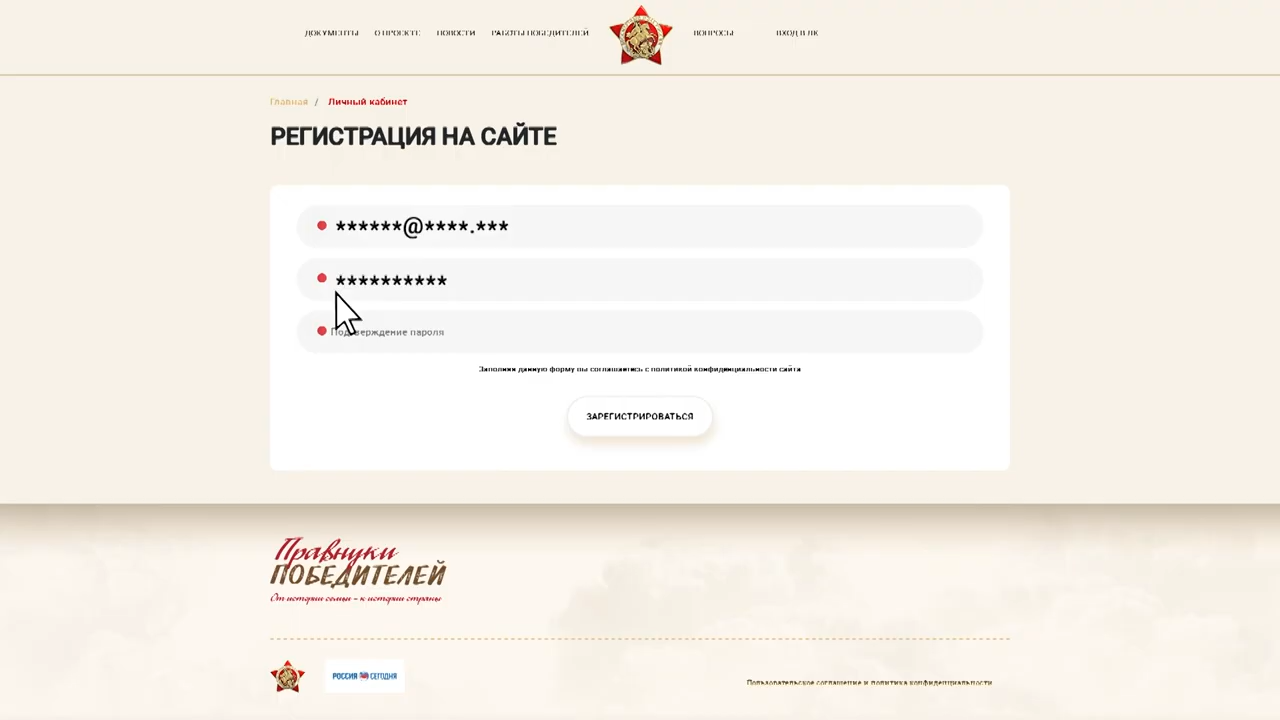 ДОКУМЕНТЫ О ПРОЕКТЕ НОВОСТИ РАБОТЫ ПОБЕДИТЕЛЕЙ ВОПРОСЫ ВХОД В ЛК
Главная / Личный кабинет
РЕГИСТРАЦИЯ НА САЙТЕ
******@****.***
**********
Подтверждение пароля
Заполняя данную форму вы соглашаетесь с политикой конфиденциальности сайта
ЗАРЕГИСТРИРОВАТЬСЯ
Правнуки
ПОБЕДИТЕЛЕЙ
От истории семьи - к истории страны
РОССИЯ СЕГОДНЯ
Пользовательское соглашение и политика конфиденциальности